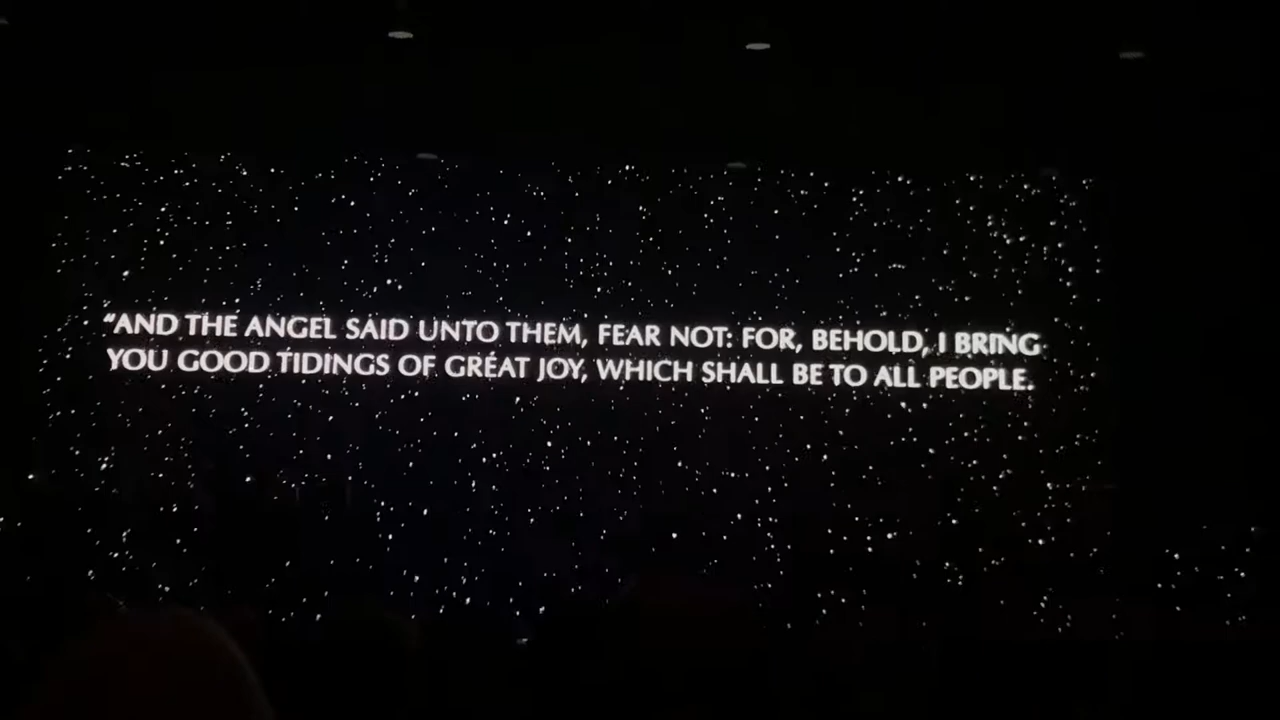 “AND THE ANGEL SAID UNTO THEM, FEAR NOT: FOR, BEHOLD, I BRING
YOU GOOD TIDINGS OF GREAT JOY, WHICH SHALL BE TO ALL PEOPLE.